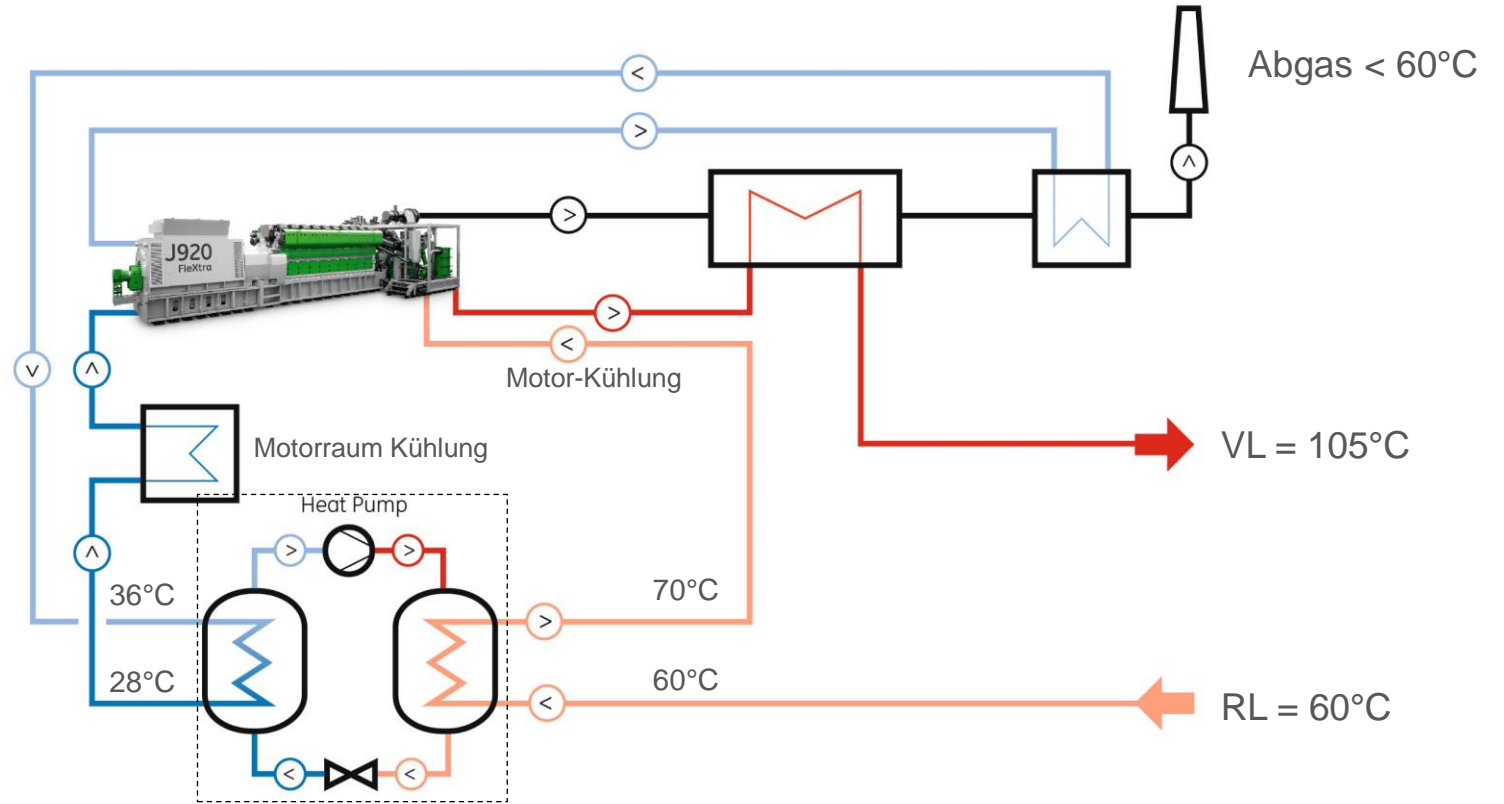 Abgas < 60°C
J920
FleXtra
Motor-Kühlung
Motorraum Kühlung
VL = 105°C
Heat Pump
36°C
70°C
28°C
60°C
RL = 60°C